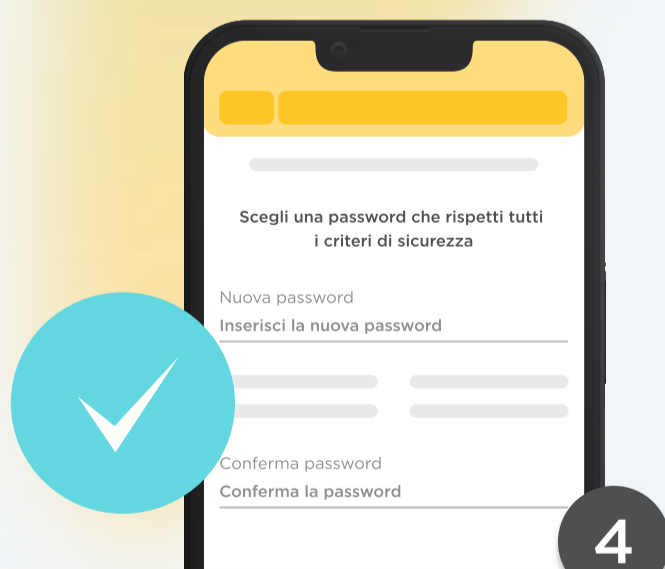 Scegli una password che rispetti tutti
i criteri di sicurezza
Nuova password
Inserisci la nuova password
Conferma password
Conferma la password
4